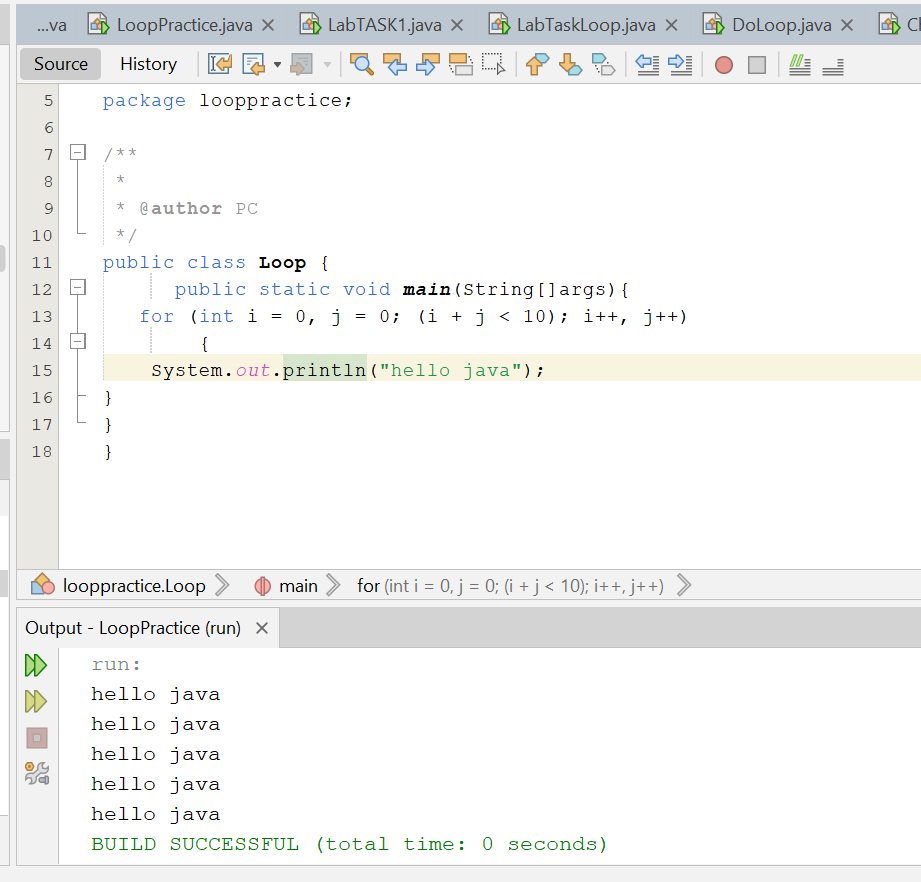 ...va LoopPractice.java LabTASK1.java LabTaskLoop.java DoLoop.java
Source History
5 package looppractice;
6
7 /**
8 *
9 * @author PC
10 */
11 public class Loop {
12 public static void main(String[]args){
13 for (int i = 0, j = 0; (i + j < 10); i++, j++)
14 {
15 System.out.println("hello java");
16 }
17 }
18 }
looppractice.Loop main for (int i = 0, j = 0; (i + j < 10); i++, j++)
Output - LoopPractice (run)
run:
hello java
hello java
hello java
hello java
hello java
BUILD SUCCESSFUL (total time: 0 seconds)